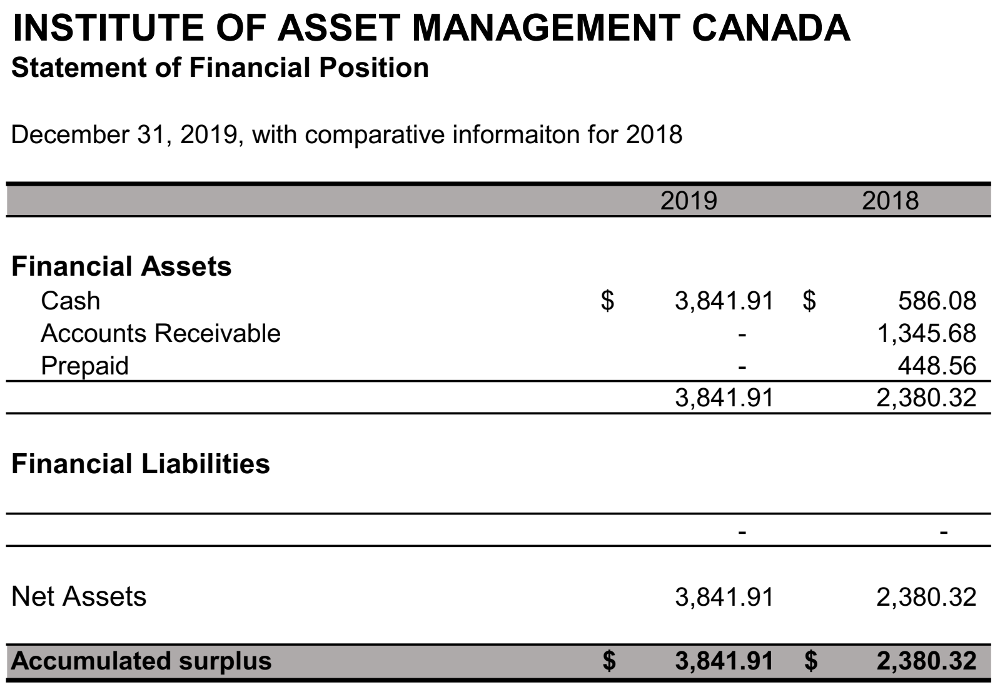 INSTITUTE OF ASSET MANAGEMENT CANADA
Statement of Financial Position
December 31, 2019, with comparative informaiton for 2018
2019 2018
Financial Assets
Cash $ 3,841.91 $ 586.08
Accounts Receivable - 1,345.68
Prepaid - 448.56
3,841.91 2,380.32
Financial Liabilities
- -
Net Assets 3,841.91 2,380.32
Accumulated surplus $ 3,841.91 $ 2,380.32